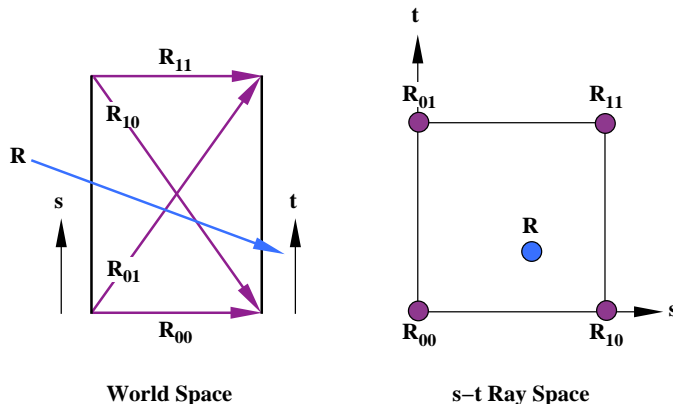 R11
R10
R
s
t
R01
R00
World Space
t
R01
R11
R
R00
R10
s
s-t Ray Space